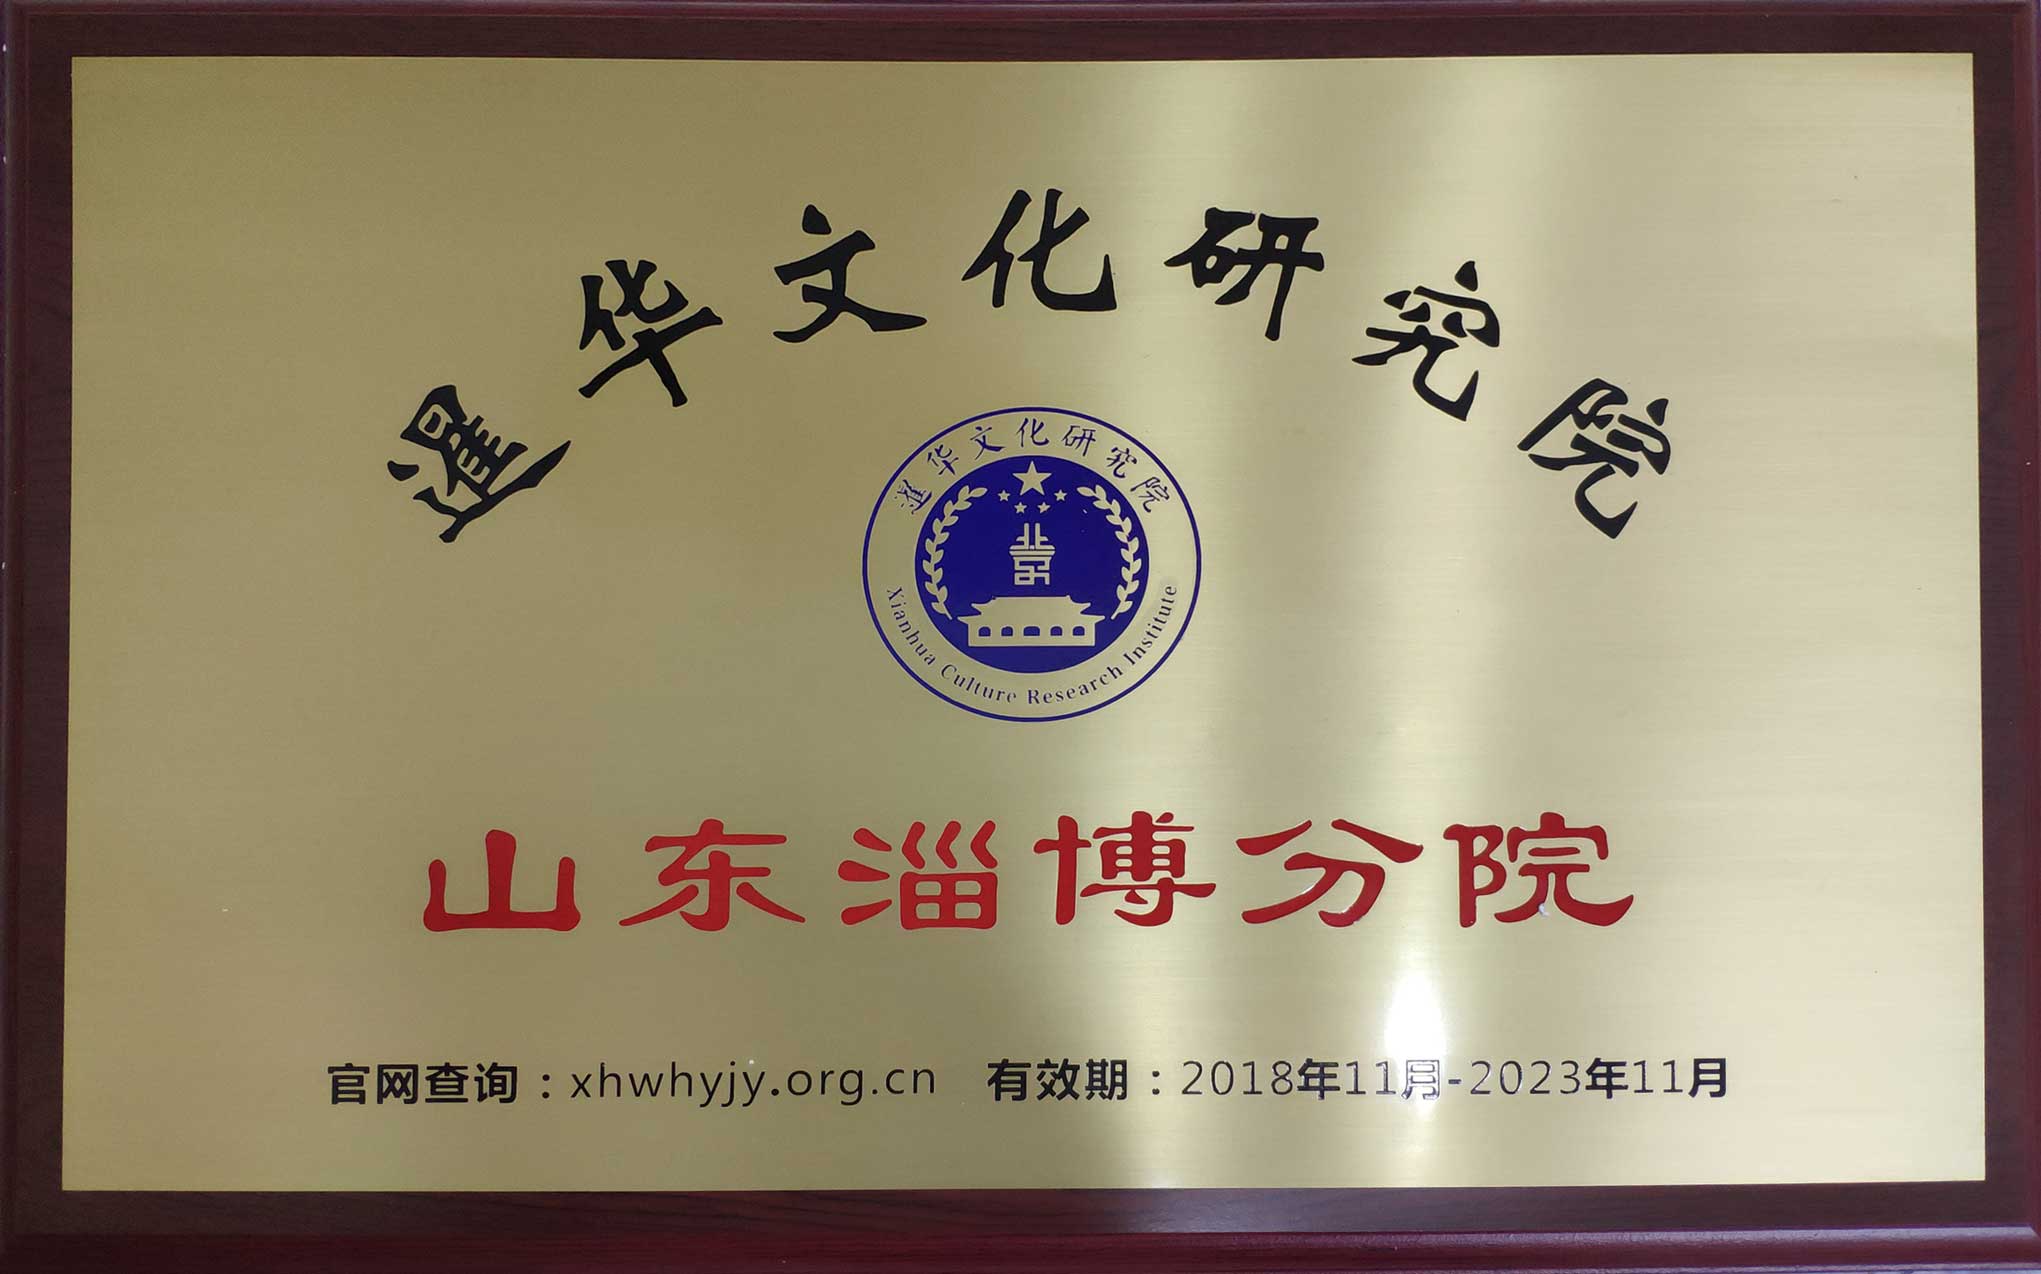 暹华文化研究院
暹华文化研究院
北京
Xianhua Culture Research Institute
山东淄博分院
官网查询：xhwhyjy.org.cn 有效期：2018年11月-2023年11月